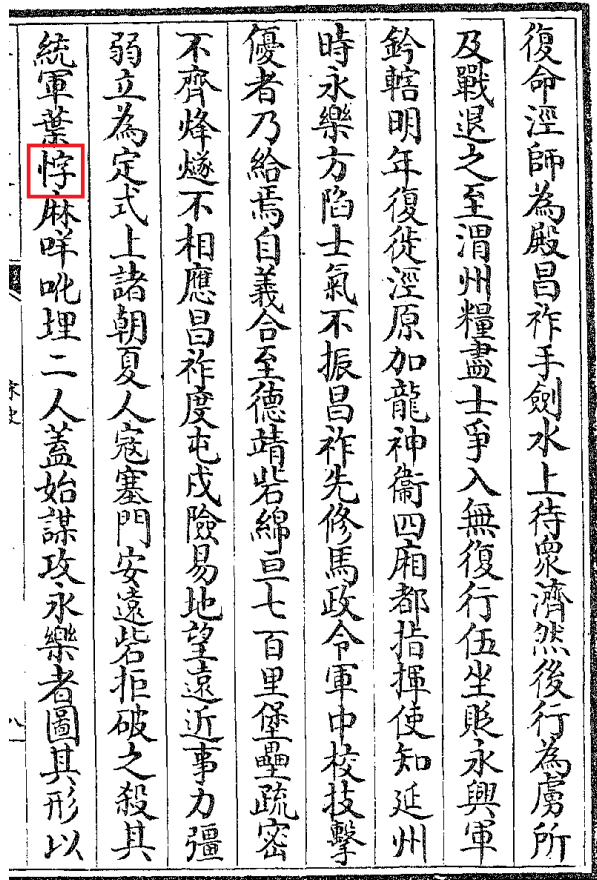 復命涇師為殿昌祚手劍水上待衆濟然後行為虜所
及戰退之至渭州糧盡士爭入無復行伍坐貶永興軍
鈐轄明年復徙涇原加龍神衞四廂都指揮使知延州
時永樂方陷士氣不振昌祚先修馬政令軍中校技擊
優者乃給焉自義合至德靖砦綿亘七百里堡壘疏密
不齊烽燧不相應昌祚度屯戍險易地望遠近事力彊
弱立為定式上諸朝夏人寇塞門安遠砦拒破之殺其
統軍葉悖麻咩吪埋二人蓋始謀攻永樂者圖其形以